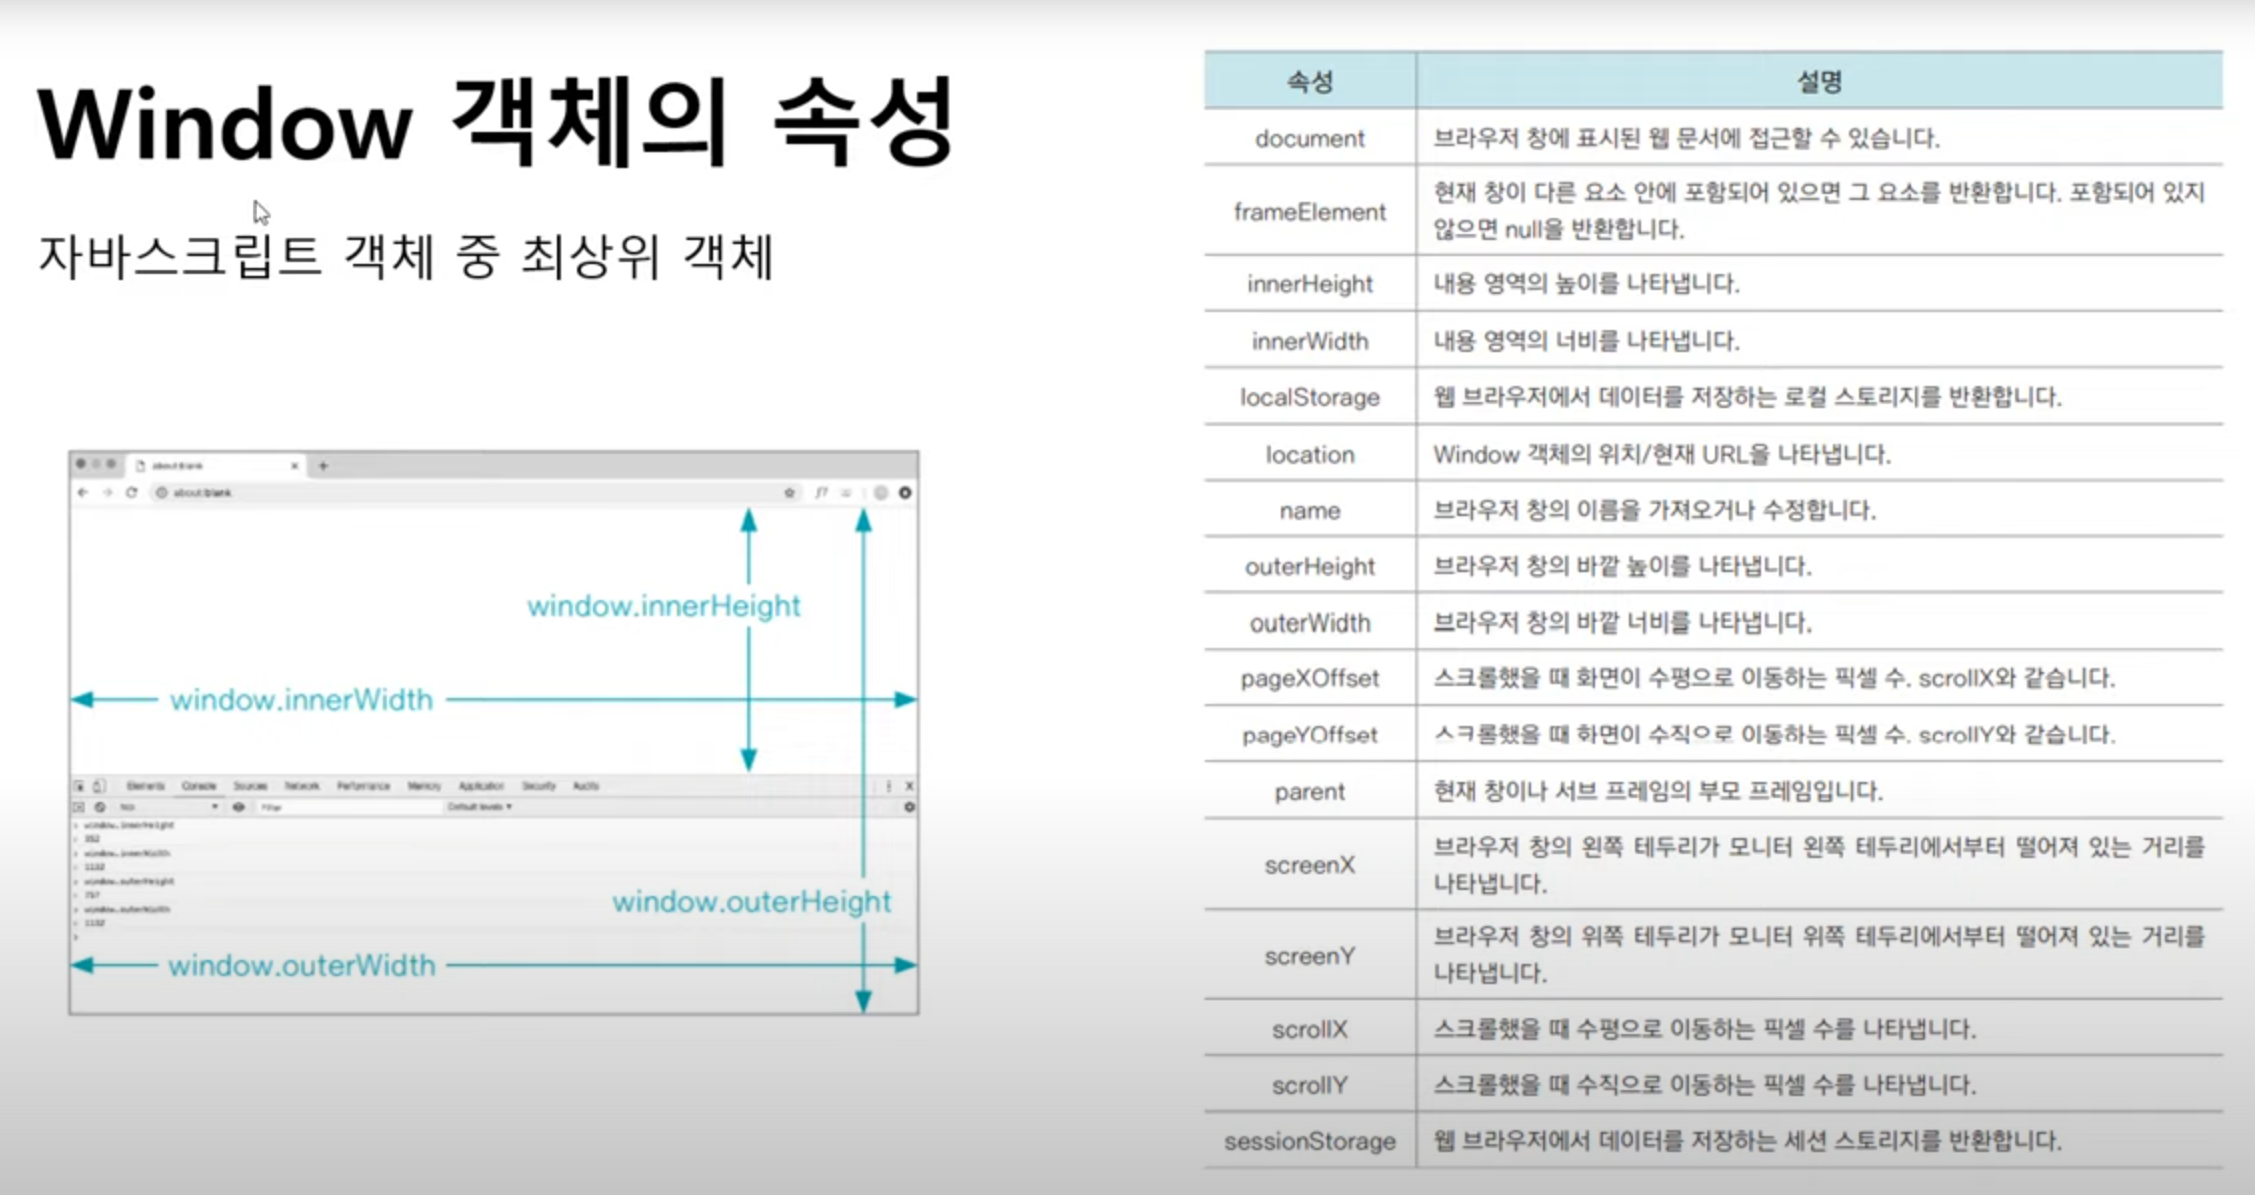 Window 객체의 속성
자바스크립트 객체 중 최상위 객체
about:blank
about:blank
window.innerHeight
window.innerWidth
Elements Console Sources Network Performance Memory Application Security Audits
top Filter Default levels
window.innerHeight
352
window.innerWidth
1132
window.outerHeight
757
window.outerWidth
1132
window.outerHeight
window.outerWidth
속성 설명
document 브라우저 창에 표시된 웹 문서에 접근할 수 있습니다.
frameElement 현재 창이 다른 요소 안에 포함되어 있으면 그 요소를 반환합니다. 포함되어 있지
않으면 null을 반환합니다.
innerHeight 내용 영역의 높이를 나타냅니다.
innerWidth 내용 영역의 너비를 나타냅니다.
localStorage 웹 브라우저에서 데이터를 저장하는 로컬 스토리지를 반환합니다.
location Window 객체의 위치/현재 URL을 나타냅니다.
name 브라우저 창의 이름을 가져오거나 수정합니다.
outerHeight 브라우저 창의 바깥 높이를 나타냅니다.
outerWidth 브라우저 창의 바깥 너비를 나타냅니다.
pageXOffset 스크롤했을 때 화면이 수평으로 이동하는 픽셀 수. scrollX와 같습니다.
pageYOffset 스크롤했을 때 화면이 수직으로 이동하는 픽셀 수. scrollY와 같습니다.
parent 현재 창이나 서브 프레임의 부모 프레임입니다.
screenX 브라우저 창의 왼쪽 테두리가 모니터 왼쪽 테두리에서부터 떨어져 있는 거리를
나타냅니다.
screenY 브라우저 창의 위쪽 테두리가 모니터 위쪽 테두리에서부터 떨어져 있는 거리를
나타냅니다.
scrollX 스크롤했을 때 수평으로 이동하는 픽셀 수를 나타냅니다.
scrollY 스크롤했을 때 수직으로 이동하는 픽셀 수를 나타냅니다.
sessionStorage 웹 브라우저에서 데이터를 저장하는 세션 스토리지를 반환합니다.